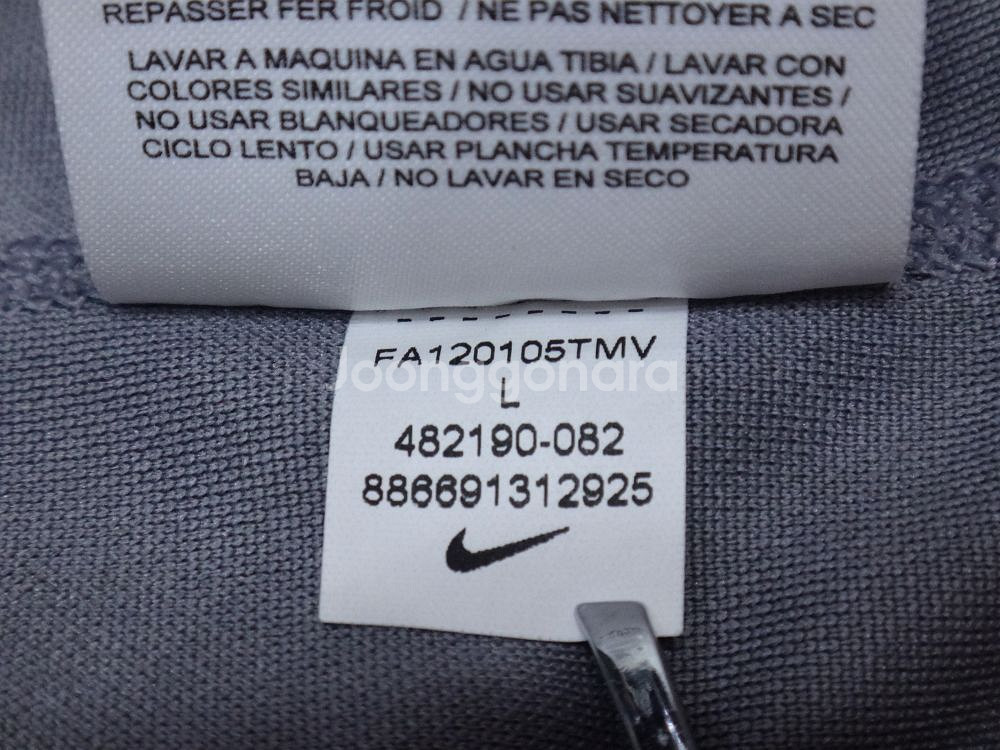 REPASSER FER FROID / NE PAS NETTOYER A SEC
LAVAR A MAQUINA EN AGUA TIBIA / LAVAR CON
COLORES SIMILARES / NO USAR SUAVIZANTES /
NO USAR BLANQUEADORES / USAR SECADORA
CICLO LENTO / USAR PLANCHA TEMPERATURA
BAJA / NO LAVAR EN SECO
FA120105TMV
Joonggonara
L
482190-082
886691312925